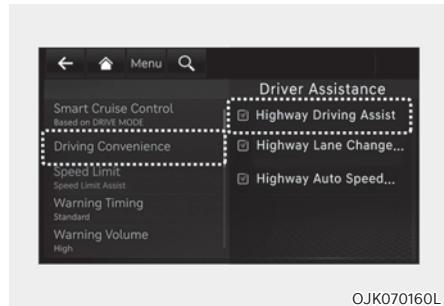 Menu
Driver Assistance
Smart Cruise Control
Based on DRIVE MODE
Driving Convenience
Speed Limit
Speed Limit Assist
Warning Timing
Standard
Warning Volume
High
Highway Driving Assist
Highway Lane Change...
Highway Auto Speed...
OJK070160L